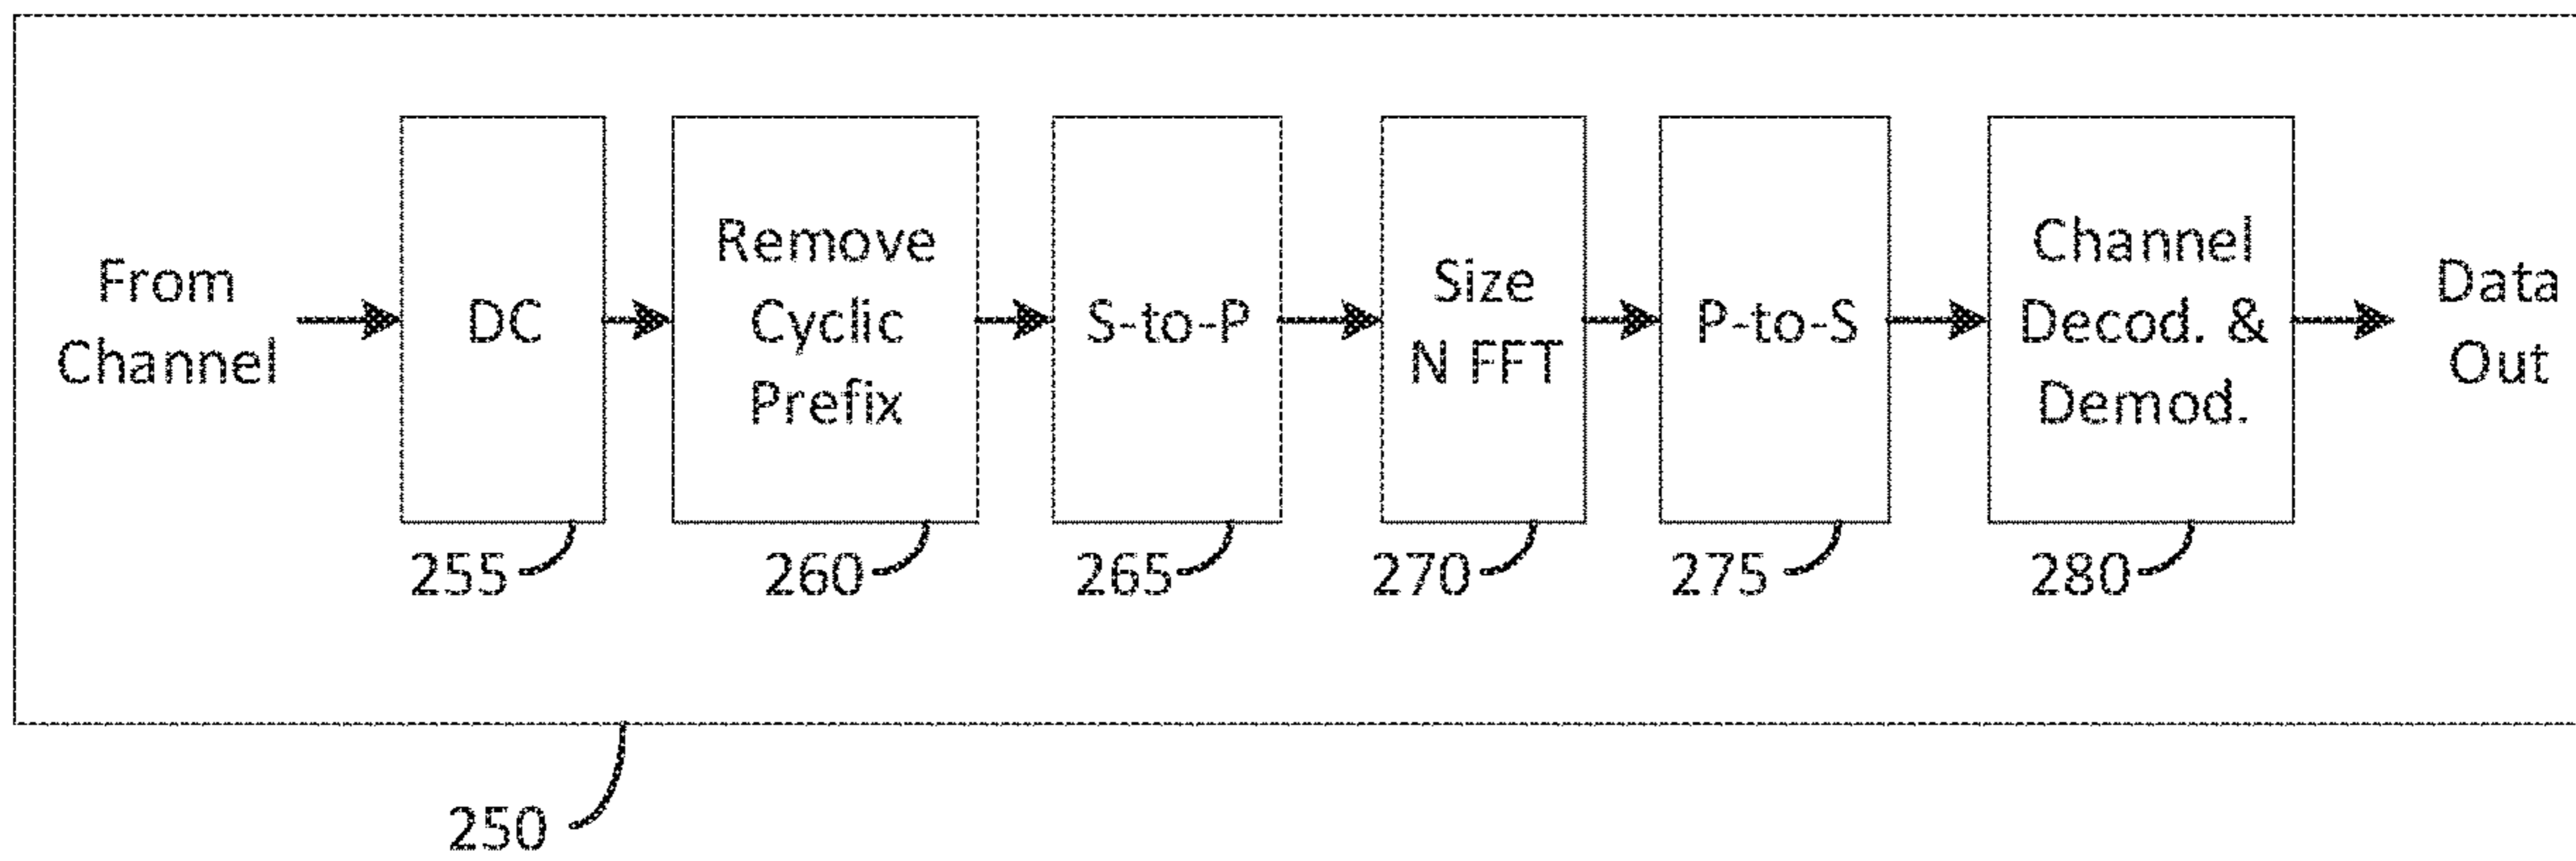 From
Channel
DC
Remove
Cyclic
Prefix
S-to-P
Size
N FFT
P-to-S
Channel
Decod. &
Demod.
Data
Out
255
260
265
270
275
280
250